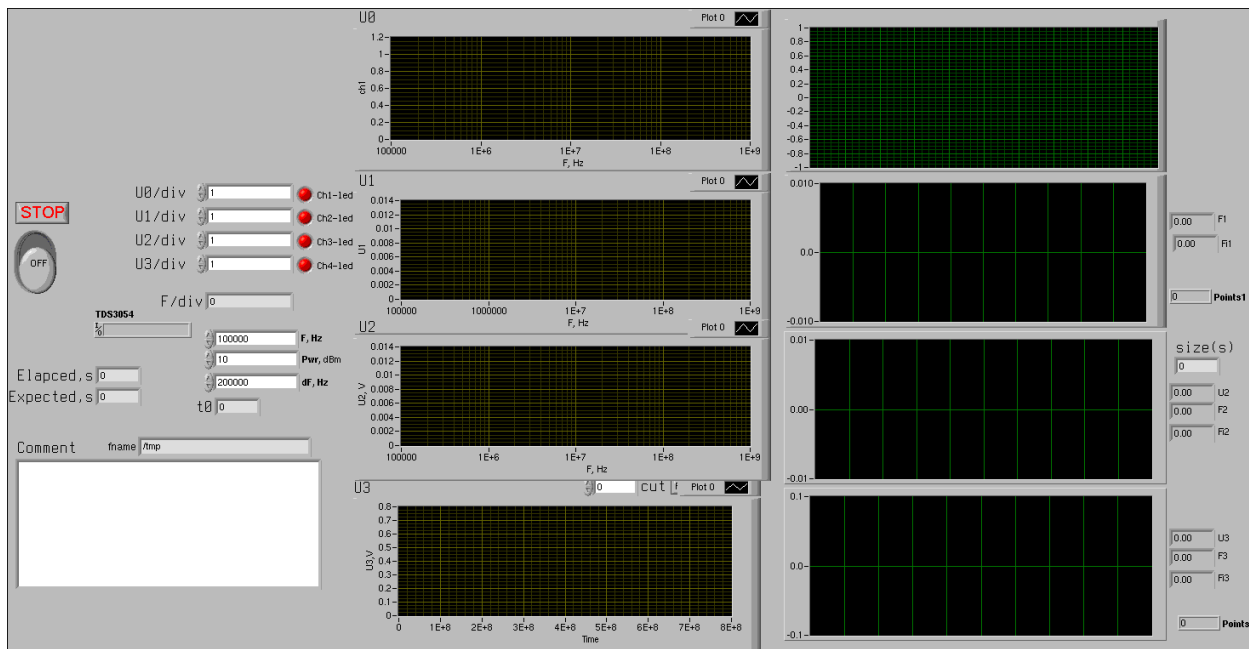 STOP
OFF
U0/div 1 Ch1-led
U1/div 1 Ch2-led
U2/div 1 Ch3-led
U3/div 1 Ch4-led
F/div 0
TDS3054
I/O
100000 F, Hz
10 Pwr, dBm
200000 dF, Hz
Elapced,s 0
Expected,s 0
t0 0
Comment fname /tmp
U0 Plot 0
1.2
1
0.8
0.6
0.4
0.2
0
ch1
100000 1E+6 1E+7 1E+8 1E+9
F, Hz
U1 Plot 0
0.014
0.012
0.010
0.008
0.006
0.004
0.002
0
U1
100000 1000000 1E+7 1E+8 1E+9
F, Hz
U2 Plot 0
0.014
0.012
0.010
0.008
0.006
0.004
0.002
0
U2, V
100000 1E+6 1E+7 1E+8 1E+9
F, Hz
U3 0 cut Plot 0
0.8
0.7
0.6
0.5
0.4
0.3
0.2
0.1
0
U3,V
0 1E+8 2E+8 3E+8 4E+8 5E+8 6E+8 7E+8 8E+8
Time
1
0.8
0.6
0.4
0.2
0
-0.2
-0.4
-0.6
-0.8
-1
0.010
0.0
-0.010
0.00 F1
0.00 Fi1
0 Points1
0.01
0.00
-0.01
size(s)
0
0.00 U2
0.00 F2
0.00 Fi2
0.1
0.0
-0.1
0.00 U3
0.00 F3
0.00 Fi3
0 Points